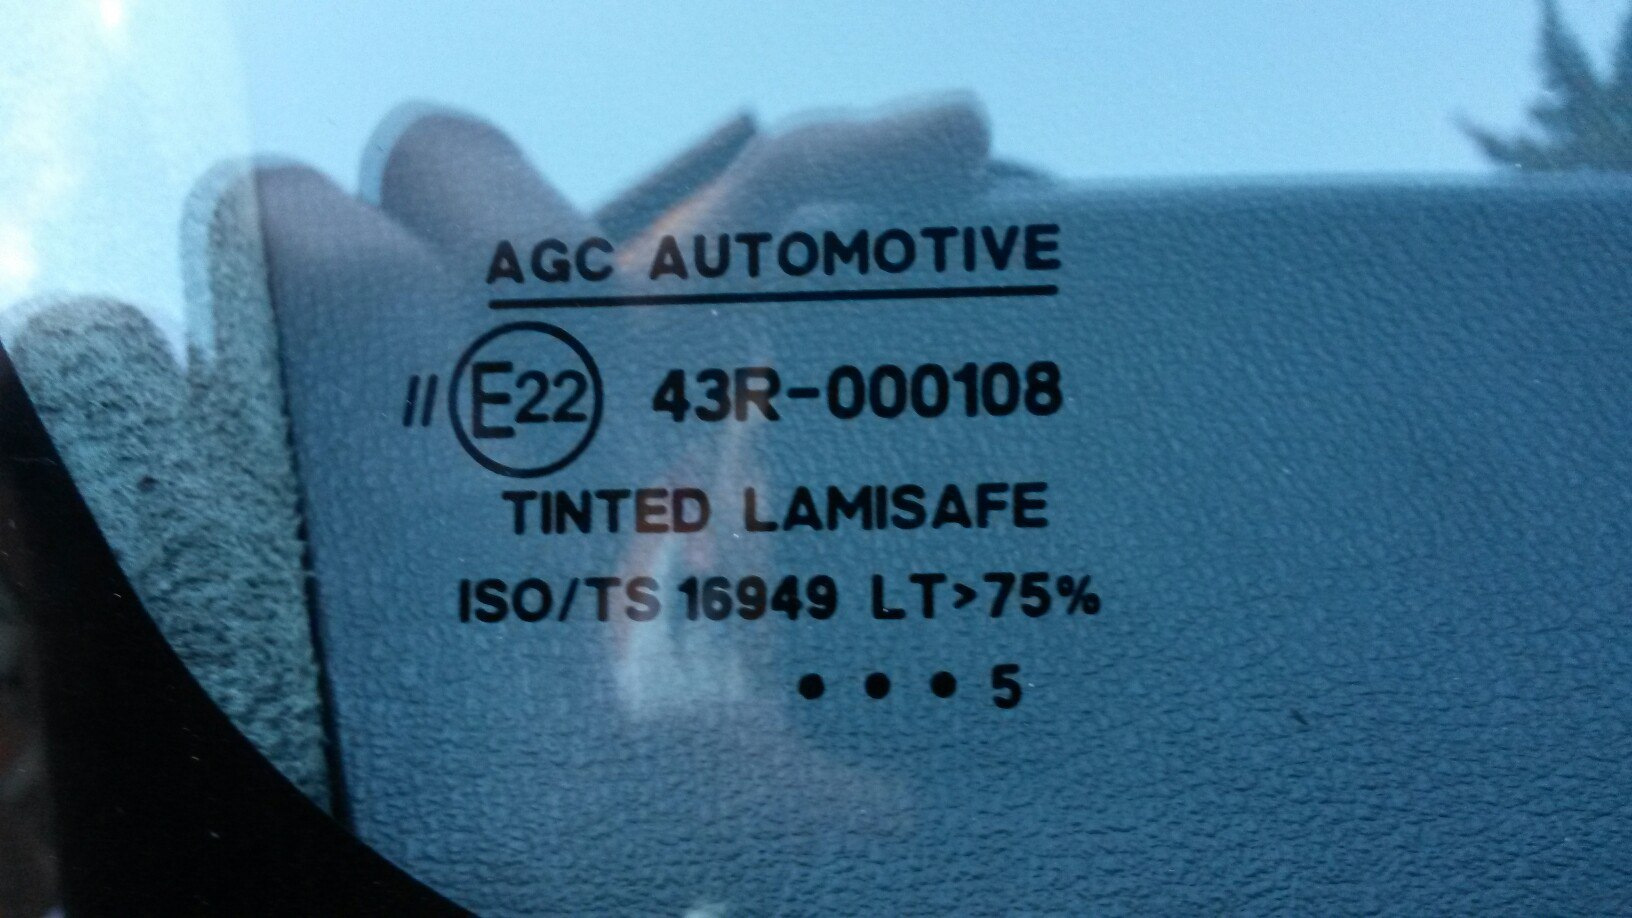 AGC AUTOMOTIVE
II E22 43R-000108
TINTED LAMISAFE
ISO/TS 16949 LT>75%
• • • 5